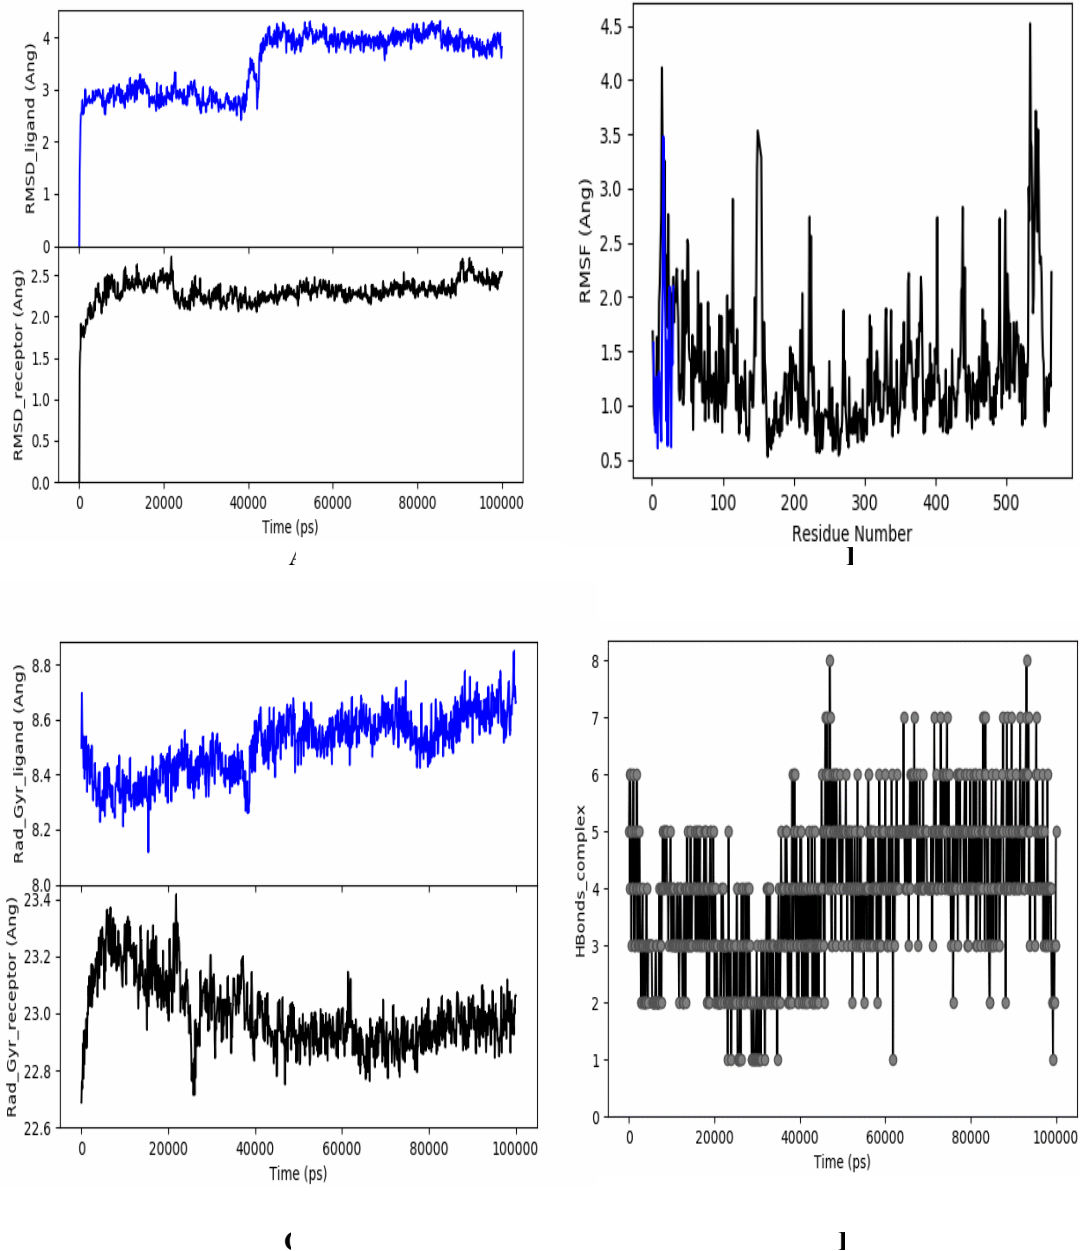 RMSD_ligand (Ang)
4
3
2
1
0
RMSD_receptor (Ang)
2.5
2.0
1.5
1.0
0.5
0.0
0 20000 40000 60000 80000 100000
Time (ps)
RMSF (Ang)
4.5
4.0
3.5
3.0
2.5
2.0
1.5
1.0
0.5
0 100 200 300 400 500
Residue Number
Rad_Gyr_ligand (Ang)
8.8
8.6
8.4
8.2
8.0
Rad_Gyr_receptor (Ang)
23.4
23.2
23.0
22.8
22.6
0 20000 40000 60000 80000 100000
Time (ps)
HBonds_complex
8
7
6
5
4
3
2
1
0
0 20000 40000 60000 80000 100000
Time (ps)